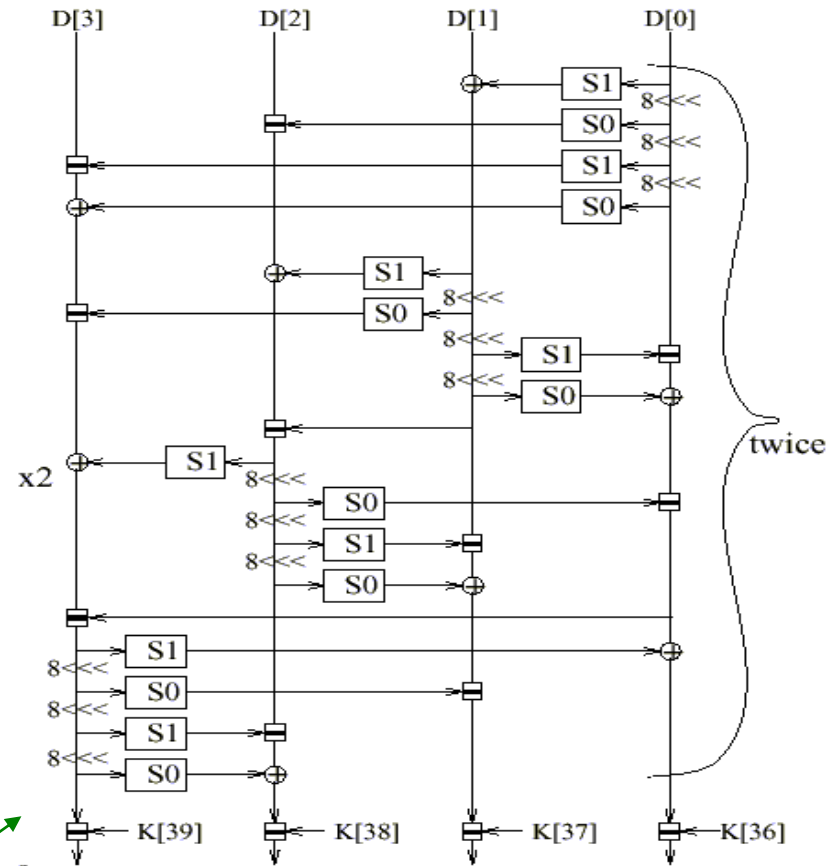 D[3] D[2] D[1] D[0]
S1
8<<<
S0
8<<<
S1
8<<<
S0
S1
8<<<
S0
8<<<
S1
8<<<
S0
twice
S1
x2
8<<<
S0
8<<<
S1
8<<<
S0
S1
8<<<
S0
8<<<
S1
8<<<
S0
K[39] K[38] K[37] K[36]